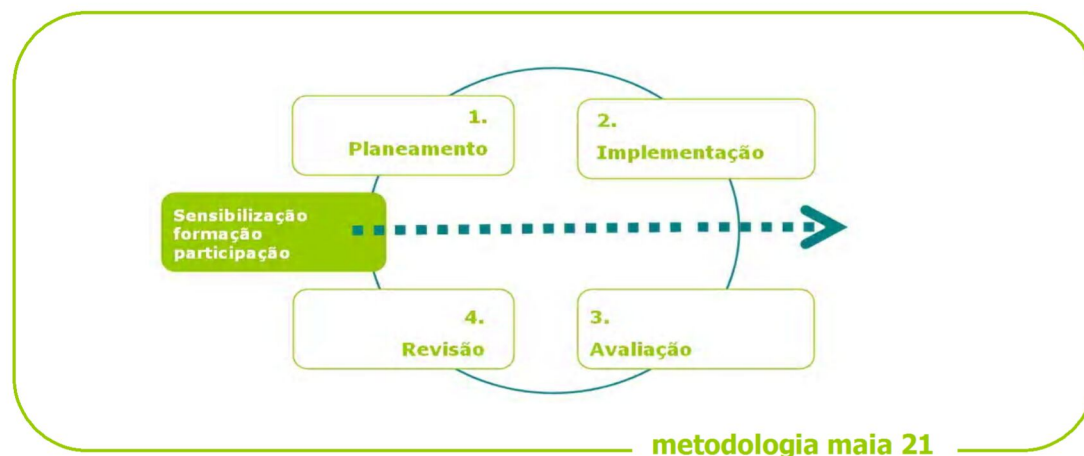 1.
Planeamento
2.
Implementação
Sensibilização
formação
participação
4.
Revisão
3.
Avaliação
metodologia maia 21